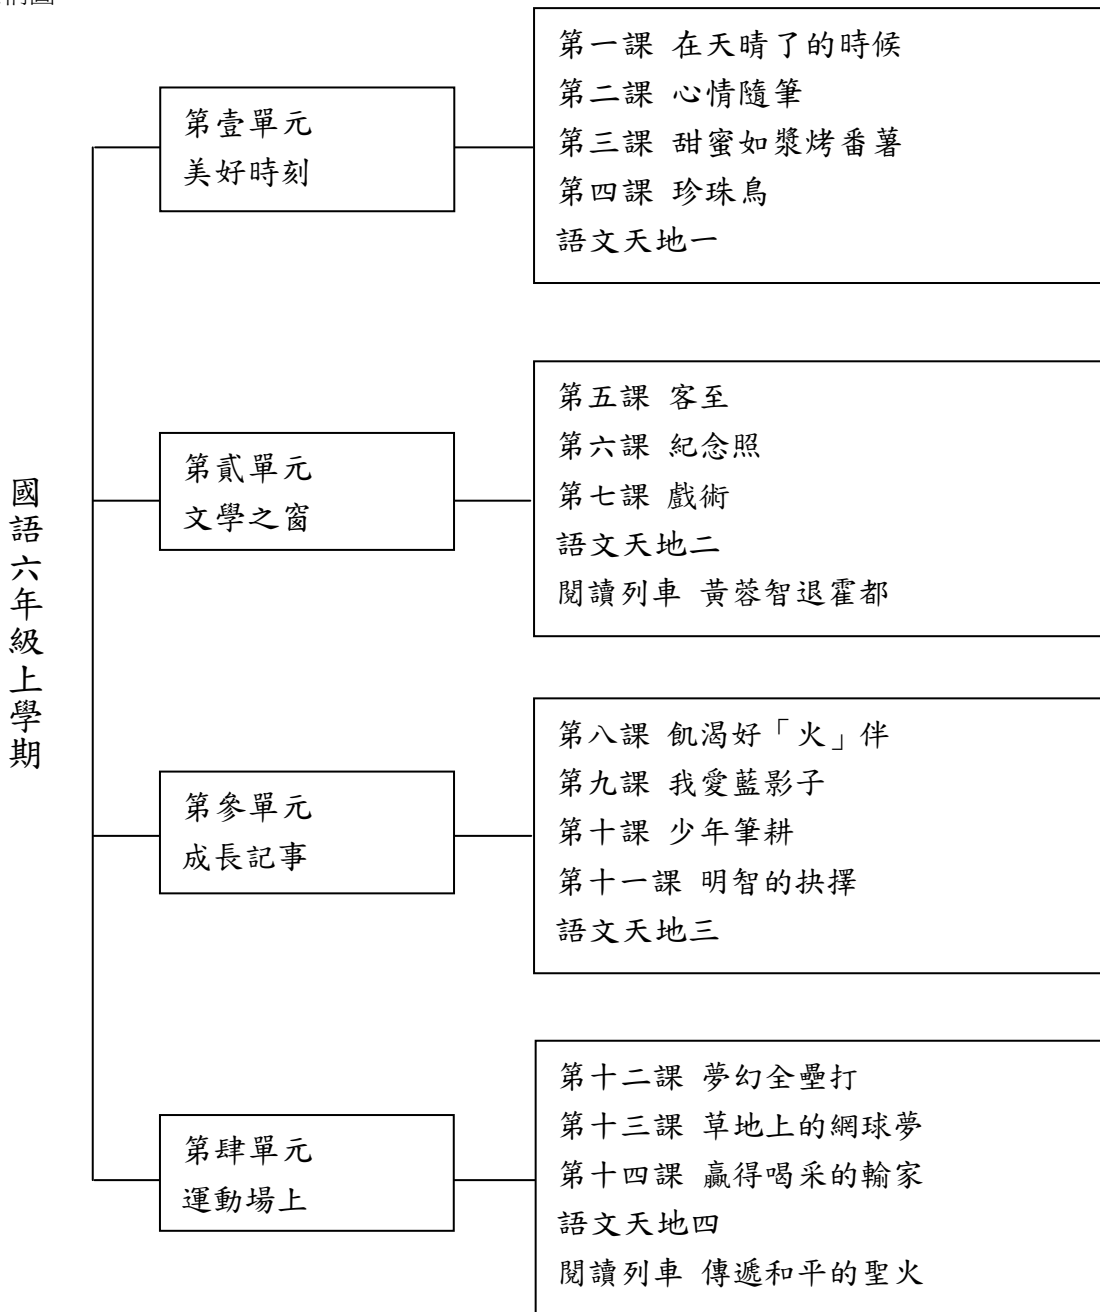 國語六年級上學期
第壹單元
美好時刻
第一課 在天晴了的時候
第二課 心情隨筆
第三課 甜蜜如漿烤番薯
第四課 珍珠鳥
語文天地一
第貳單元
文學之窗
第五課 客至
第六課 紀念照
第七課 戲術
語文天地二
閱讀列車 黃蓉智退霍都
第參單元
成長記事
第八課 飢渴好「火」伴
第九課 我愛藍影子
第十課 少年筆耕
第十一課 明智的抉擇
語文天地三
第肆單元
運動場上
第十二課 夢幻全壘打
第十三課 草地上的網球夢
第十四課 贏得喝采的輸家
語文天地四
閱讀列車 傳遞和平的聖火